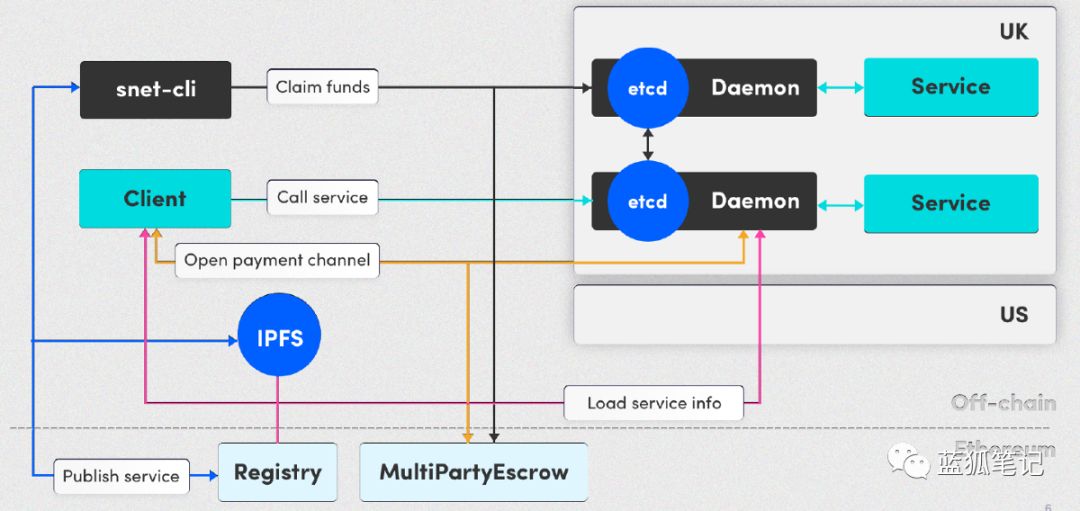 UK
snet-cli
Claim funds
etcd
Daemon
Service
Client
Call service
etcd
Daemon
Service
Open payment channel
US
IPFS
Load service info
Off-chain
Ethereum
Publish service
Registry
MultiPartyEscrow
蓝狐笔记
6